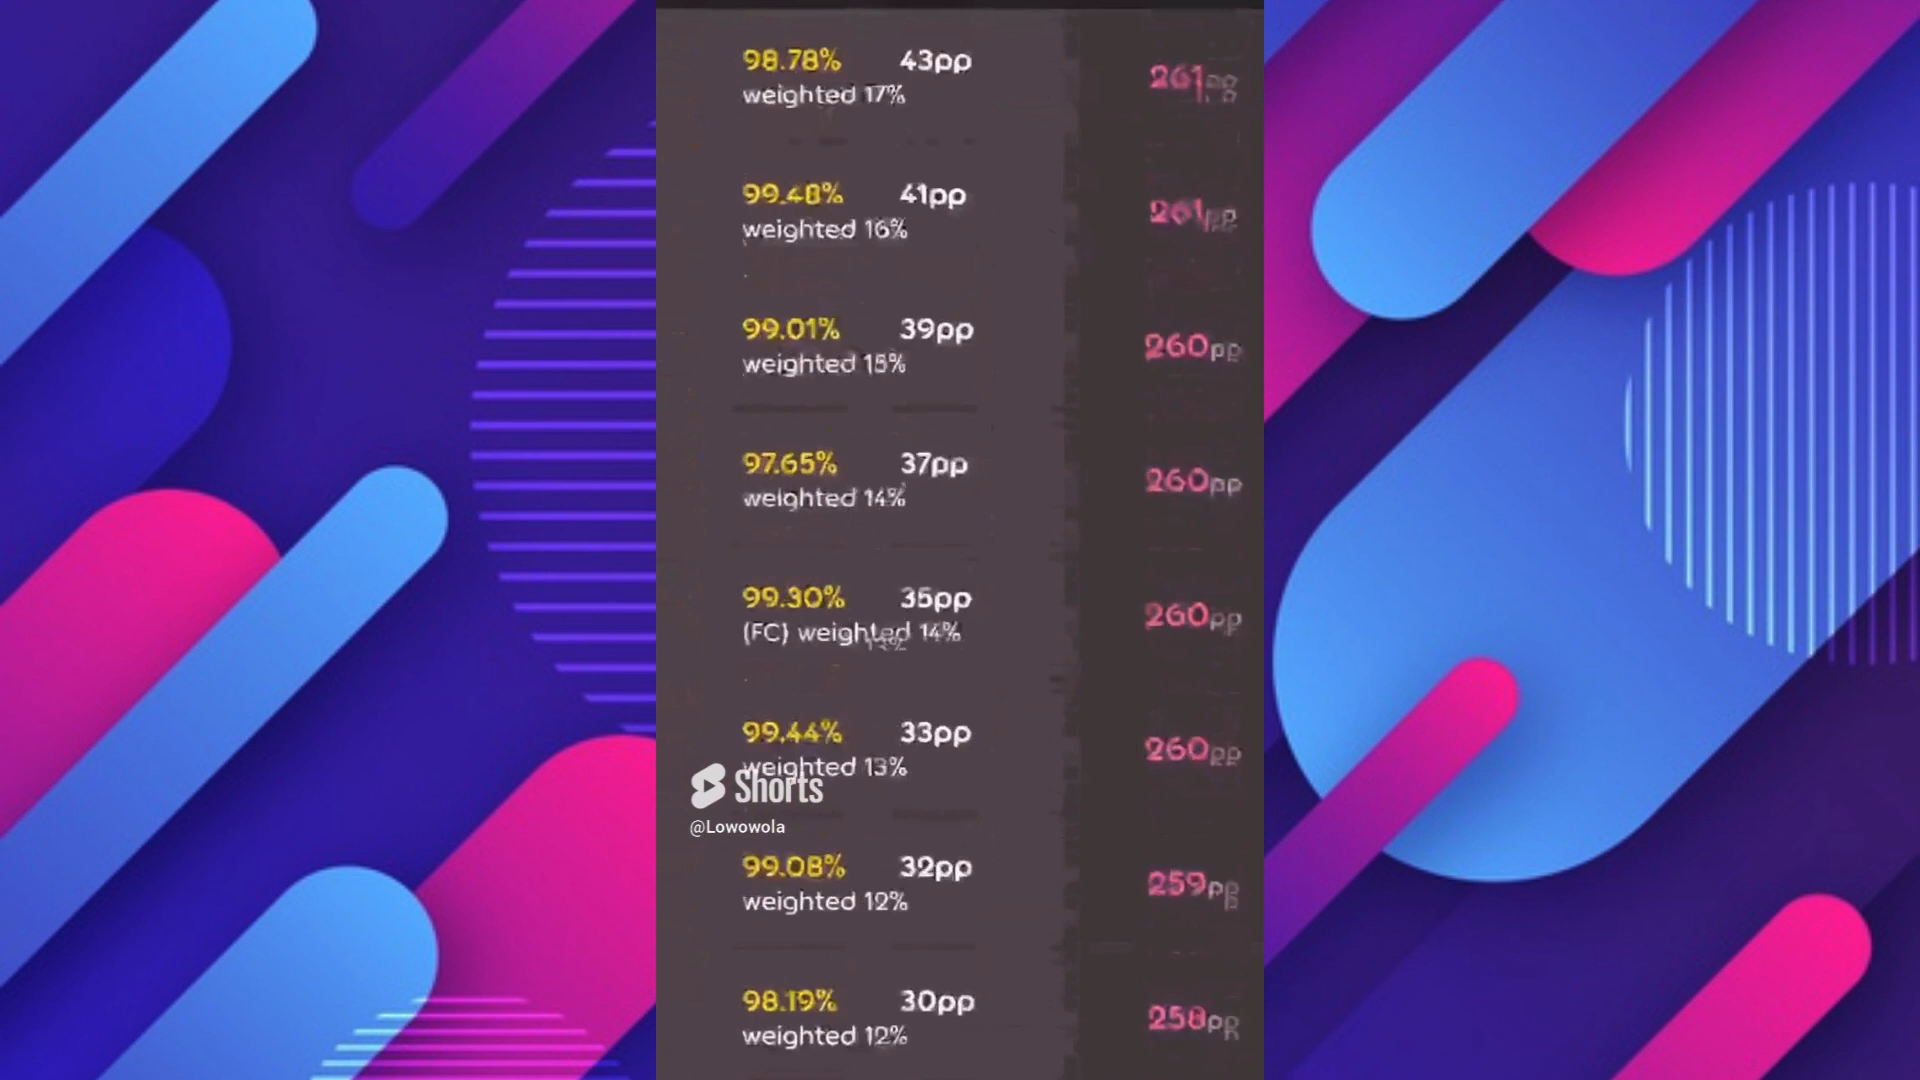 98.78% 43pp 261pp
weighted 17%
99.48% 41pp 261pp
weighted 16%
99.01% 39pp 260pp
weighted 15%
97.65% 37pp 260pp
weighted 14%
99.30% 35pp 260pp
(FC) weighted 14%
99.44% 33pp 260pp
weighted 13%
Shorts
@Lowowola
99.08% 32pp 259pp
weighted 12%
98.19% 30pp 258pp
weighted 12%